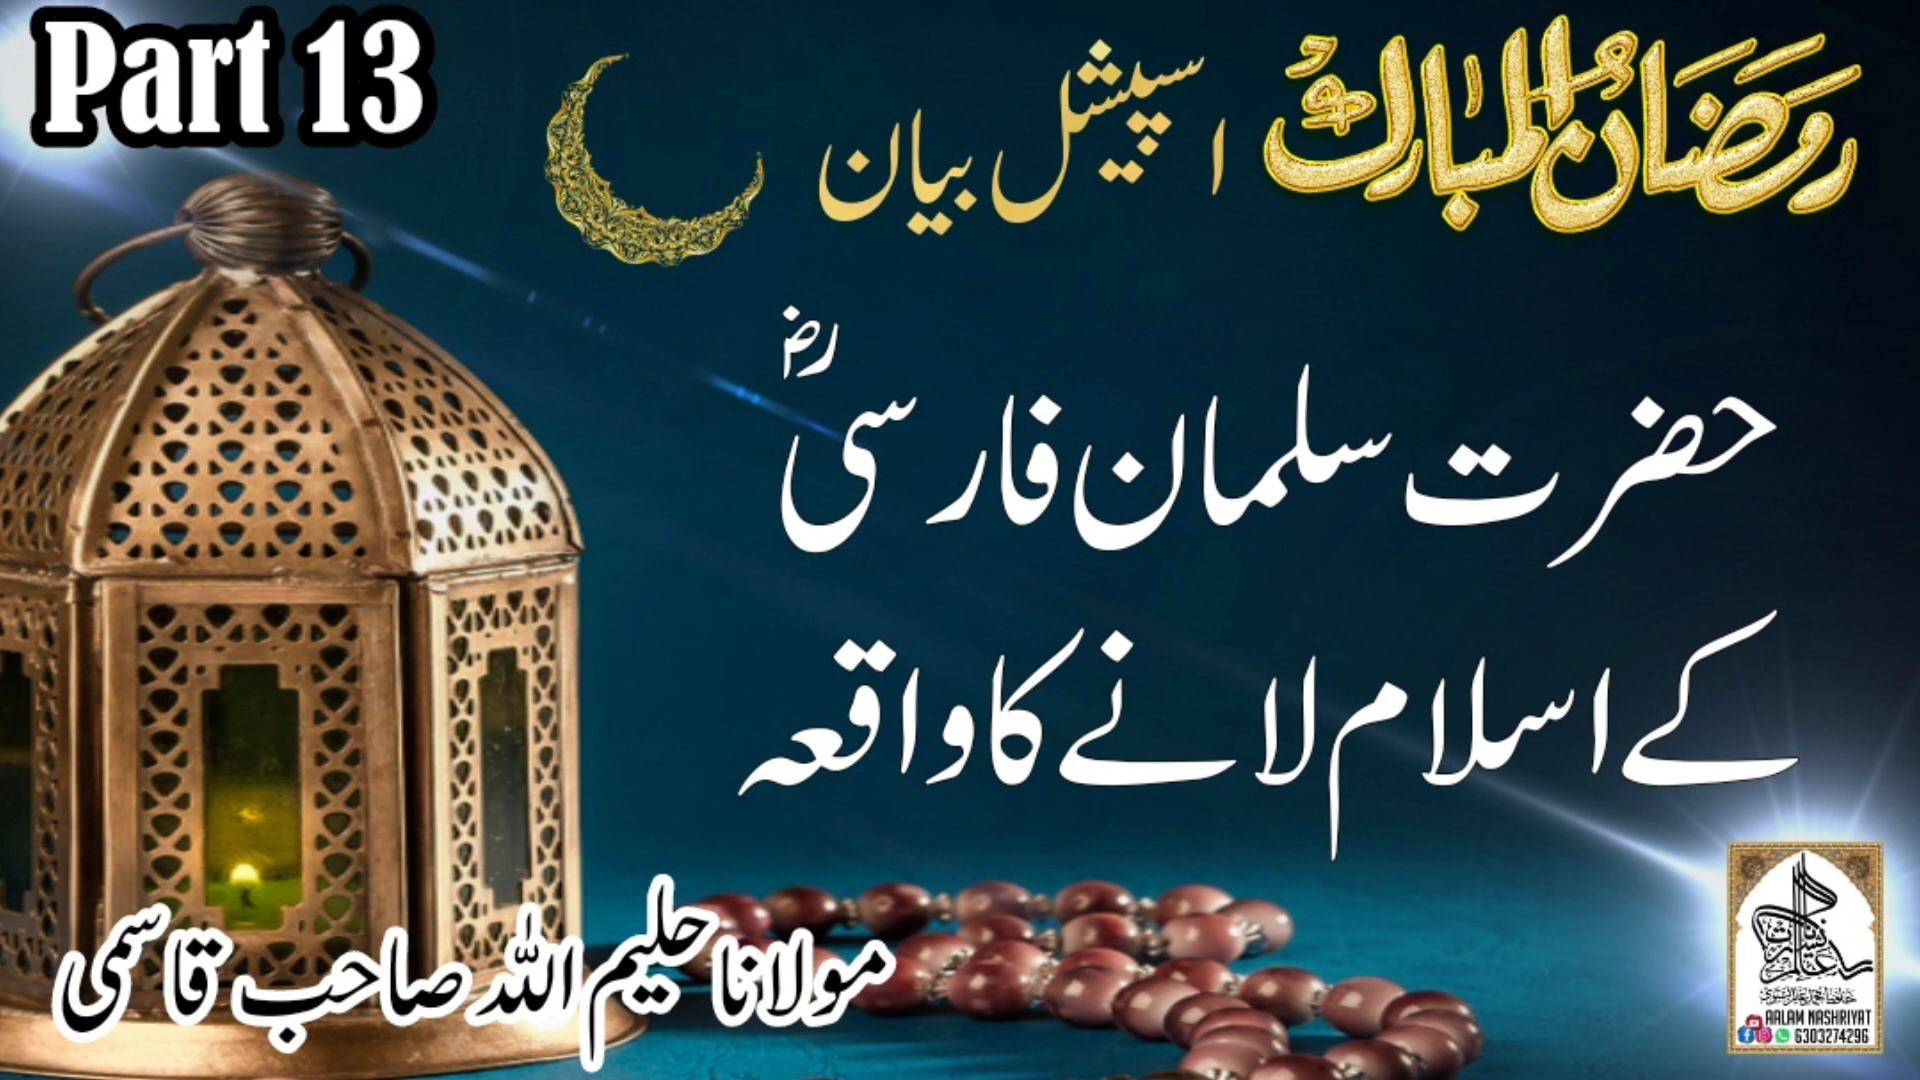 Part 13
رمضان المبارک
اسپیشل بیان
حضرت سلمان فارسیؓ
کے اسلام لانے کا واقعہ
مولانا حلیم اللہ صاحب قاسمی
AALAM NASHRIYAT
6303274296